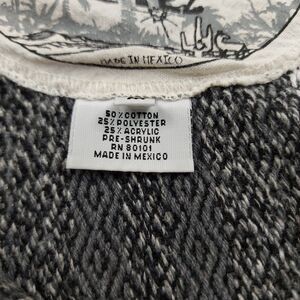 MADE IN MEXICO
50% COTTON
25% POLYESTER
25% ACRYLIC
PRE-SHRUNK
RN 80101
MADE IN MEXICO